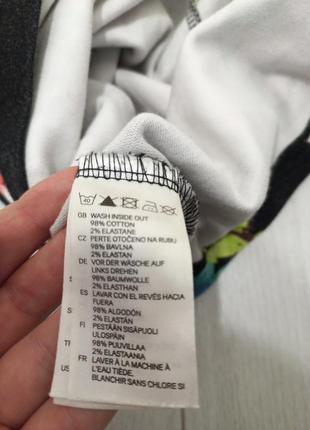 40
GB WASH INSIDE OUT
98% COTTON
2% ELASTANE
CZ PERTE OTOČENO NA RUBU
98% BAVLNA
2% ELASTAN
DE VOR DER WÄSCHE AUF
LINKS DREHEN
98% BAUMWOLLE
2% ELASTHAN
ES LAVAR CON EL REVÉS HACIA
FUERA
98% ALGODÓN
2% ELASTÁN
FI PESTÄÄN SISÄPUOLI
ULOSPÄIN
98% PUUVILLAA
2% ELASTAANIA
FR LAVER À LA MACHINE À
L'EAU TIÈDE,
BLANCHIR SANS CHLORE SI